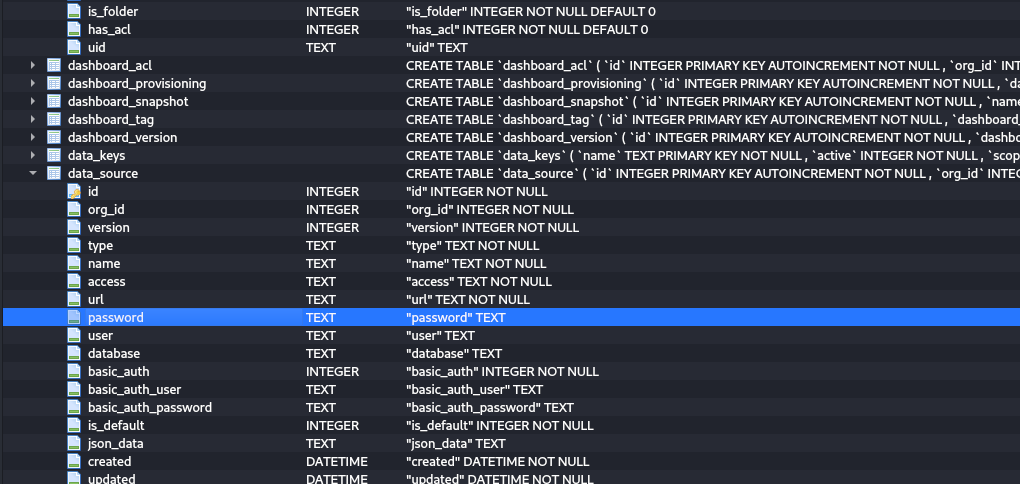 is_folder INTEGER "is_folder" INTEGER NOT NULL DEFAULT 0
has_acl INTEGER "has_acl" INTEGER NOT NULL DEFAULT 0
uid TEXT "uid" TEXT
dashboard_acl CREATE TABLE `dashboard_acl` ( `id` INTEGER PRIMARY KEY AUTOINCREMENT NOT NULL , `org_id` INT
dashboard_provisioning CREATE TABLE `dashboard_provisioning` ( `id` INTEGER PRIMARY KEY AUTOINCREMENT NOT NULL , `da
dashboard_snapshot CREATE TABLE `dashboard_snapshot` ( `id` INTEGER PRIMARY KEY AUTOINCREMENT NOT NULL , `name
dashboard_tag CREATE TABLE `dashboard_tag` ( `id` INTEGER PRIMARY KEY AUTOINCREMENT NOT NULL , `dashboard_
dashboard_version CREATE TABLE `dashboard_version` ( `id` INTEGER PRIMARY KEY AUTOINCREMENT NOT NULL , `dashbo
data_keys CREATE TABLE `data_keys` ( `name` TEXT PRIMARY KEY NOT NULL , `active` INTEGER NOT NULL , `scop
data_source CREATE TABLE `data_source` ( `id` INTEGER PRIMARY KEY AUTOINCREMENT NOT NULL , `org_id` INTEG
id INTEGER "id" INTEGER NOT NULL
org_id INTEGER "org_id" INTEGER NOT NULL
version INTEGER "version" INTEGER NOT NULL
type TEXT "type" TEXT NOT NULL
name TEXT "name" TEXT NOT NULL
access TEXT "access" TEXT NOT NULL
url TEXT "url" TEXT NOT NULL
password TEXT "password" TEXT
user TEXT "user" TEXT
database TEXT "database" TEXT
basic_auth INTEGER "basic_auth" INTEGER NOT NULL
basic_auth_user TEXT "basic_auth_user" TEXT
basic_auth_password TEXT "basic_auth_password" TEXT
is_default INTEGER "is_default" INTEGER NOT NULL
json_data TEXT "json_data" TEXT
created DATETIME "created" DATETIME NOT NULL
updated DATETIME "updated" DATETIME NOT NULL